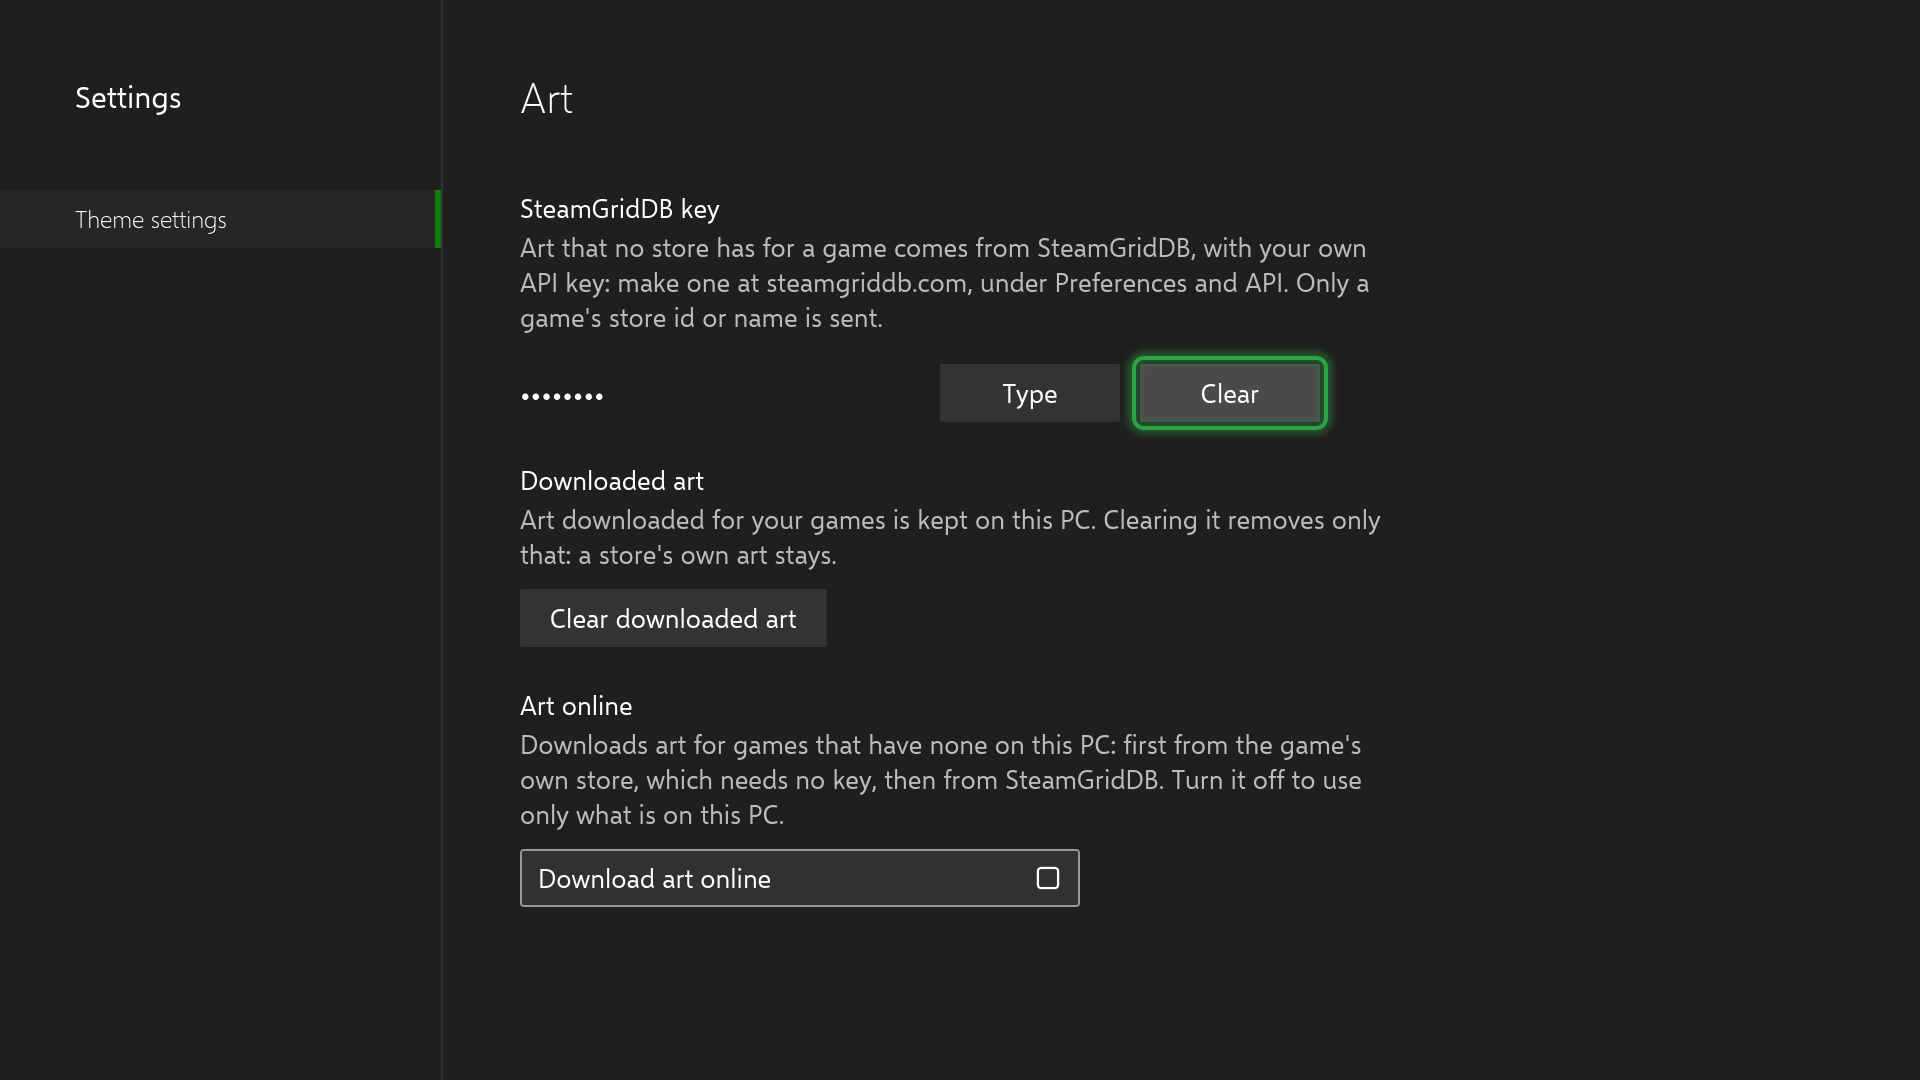 Settings
Theme settings
Art
SteamGridDB key
Art that no store has for a game comes from SteamGridDB, with your own
API key: make one at steamgriddb.com, under Preferences and API. Only a
game's store id or name is sent.
••••••••
Type
Clear
Downloaded art
Art downloaded for your games is kept on this PC. Clearing it removes only
that: a store's own art stays.
Clear downloaded art
Art online
Downloads art for games that have none on this PC: first from the game's
own store, which needs no key, then from SteamGridDB. Turn it off to use
only what is on this PC.
Download art online